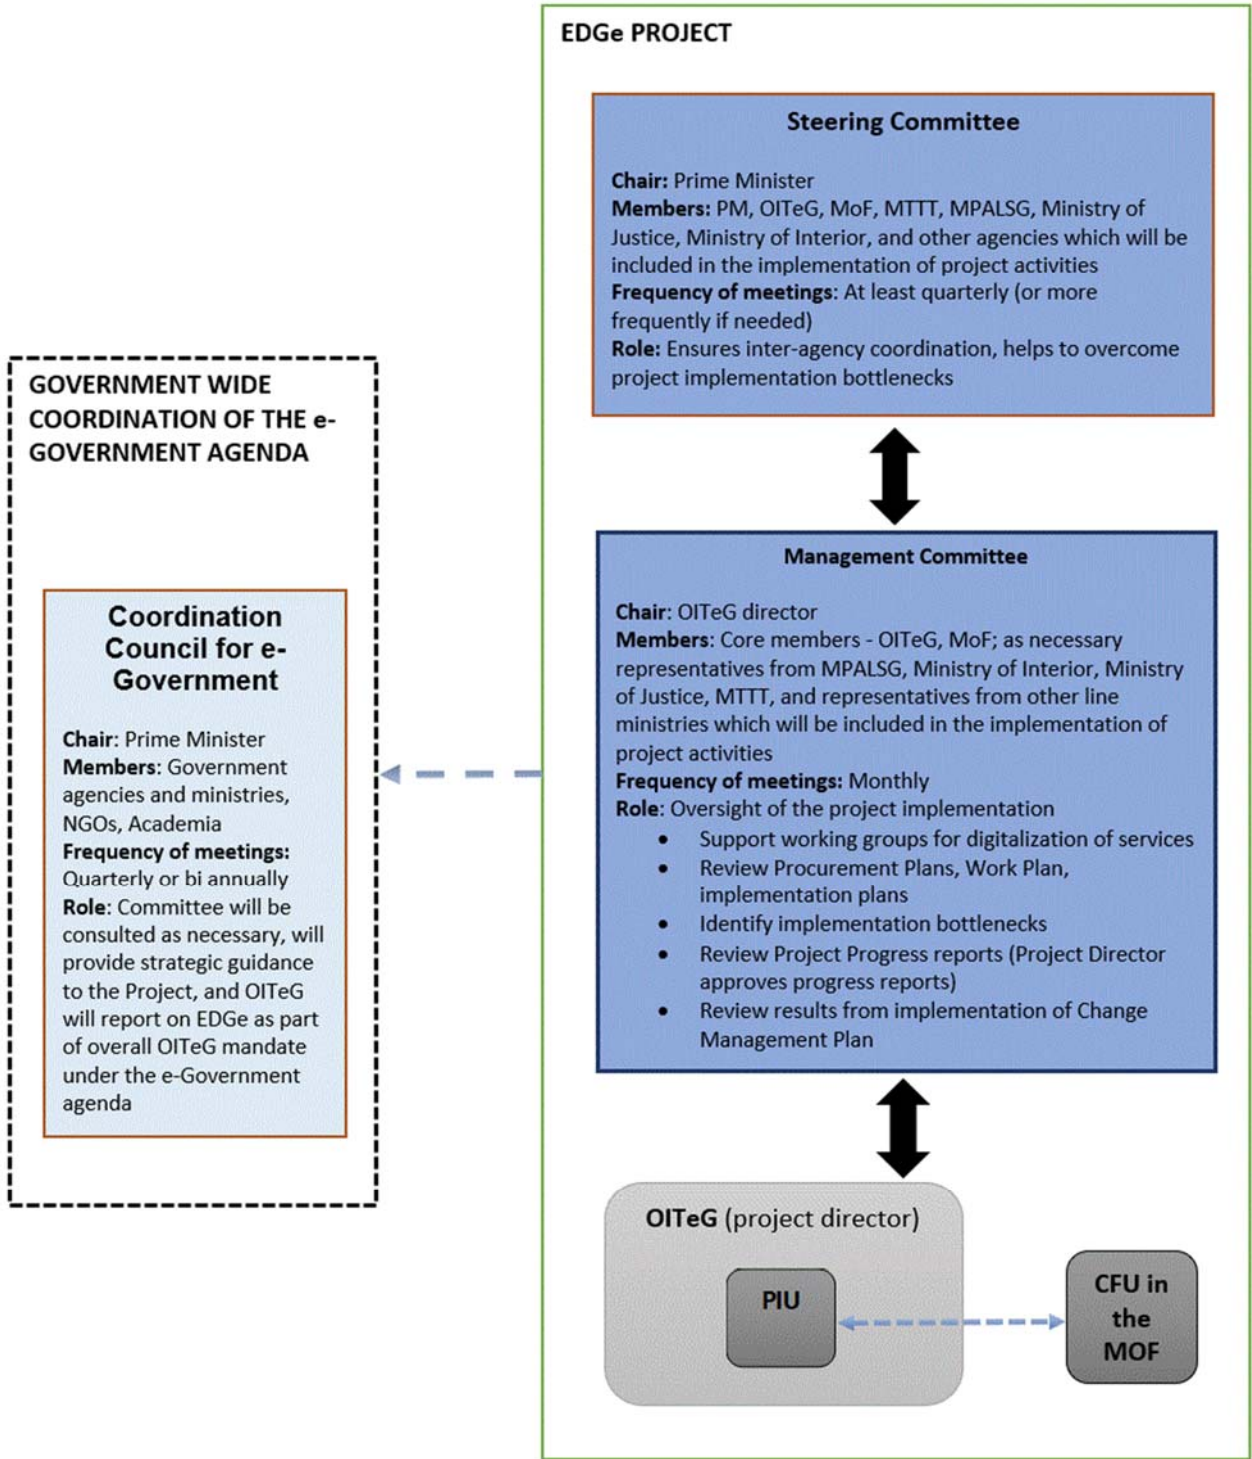 EDGe PROJECT
Steering Committee
Chair: Prime Minister
Members: PM, OITeG, MoF, MTTT, MPALSG, Ministry of
Justice, Ministry of Interior, and other agencies which will be
included in the implementation of project activities
Frequency of meetings: At least quarterly (or more
frequently if needed)
Role: Ensures inter-agency coordination, helps to overcome
project implementation bottlenecks
GOVERNMENT WIDE
COORDINATION OF THE e-
GOVERNMENT AGENDA
Coordination
Council for e-
Government
Chair: Prime Minister
Members: Government
agencies and ministries,
NGOs, Academia
Frequency of meetings:
Quarterly or bi annually
Role: Committee will be
consulted as necessary, will
provide strategic guidance
to the Project, and OITeG
will report on EDGe as part
of overall OITeG mandate
under the e-Government
agenda
Management Committee
Chair: OITeG director
Members: Core members - OITeG, MoF; as necessary
representatives from MPALSG, Ministry of Interior, Ministry
of Justice, MTTT, and representatives from other line
ministries which will be included in the implementation of
project activities
Frequency of meetings: Monthly
Role: Oversight of the project implementation
• Support working groups for digitalization of services
• Review Procurement Plans, Work Plan,
implementation plans
• Identify implementation bottlenecks
• Review Project Progress reports (Project Director
approves progress reports)
• Review results from implementation of Change
Management Plan
OITeG (project director)
PIU
CFU in
the
MOF